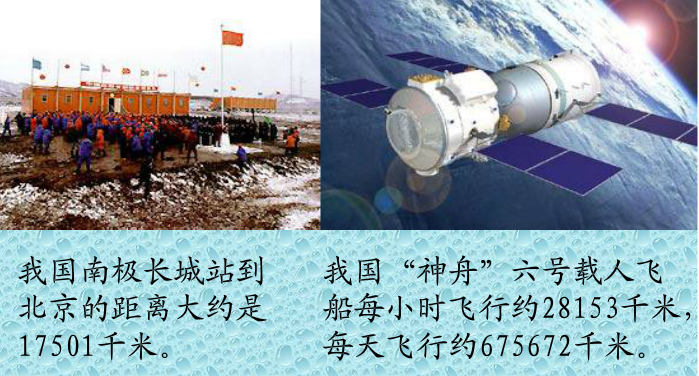 我国南极长城站到
北京的距离大约是
17501千米。
我国“神舟”六号载人飞
船每小时飞行约28153千米，
每天飞行约675672千米。